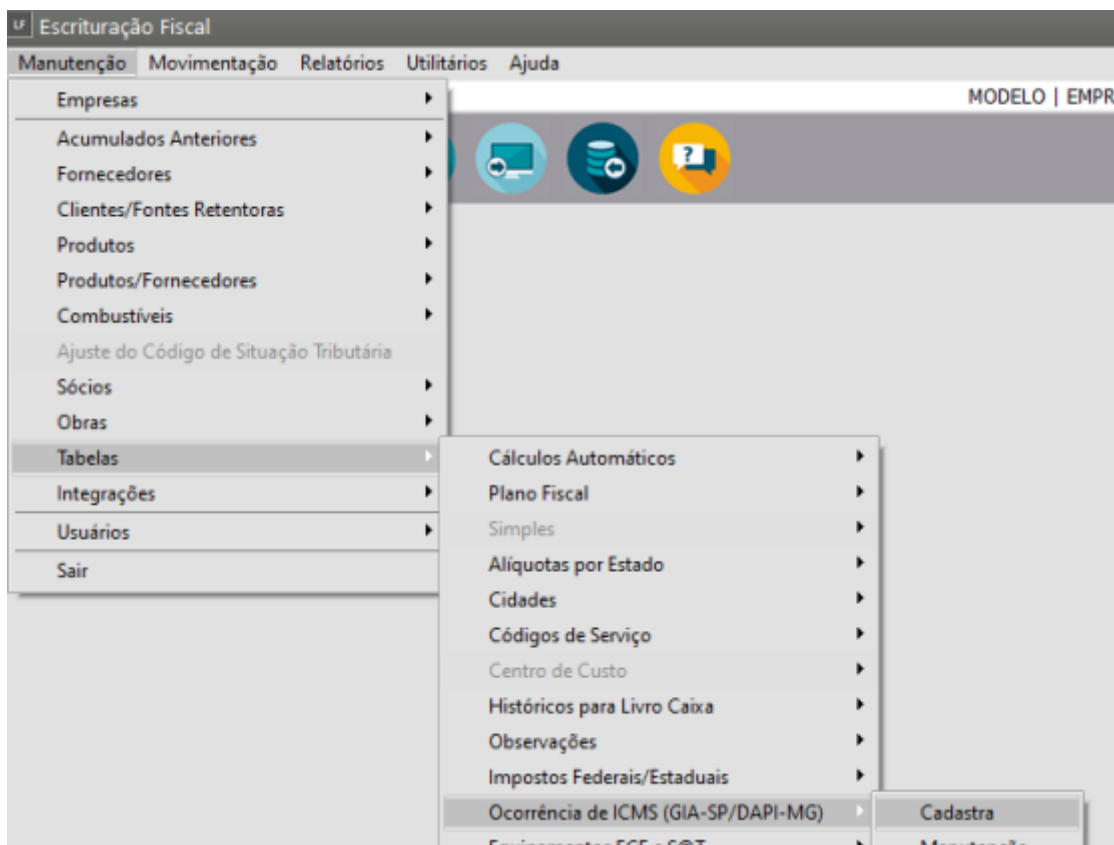 LF Escrituração Fiscal
Manutenção Movimentação Relatórios Utilitários Ajuda
MODELO | EMPR
Empresas
Acumulados Anteriores
Fornecedores
Clientes/Fontes Retentoras
Produtos
Produtos/Fornecedores
Combustíveis
Ajuste do Código de Situação Tributária
Sócios
Obras
Tabelas
Integrações
Usuários
Sair
Cálculos Automáticos
Plano Fiscal
Simples
Alíquotas por Estado
Cidades
Códigos de Serviço
Centro de Custo
Históricos para Livro Caixa
Observações
Impostos Federais/Estaduais
Ocorrência de ICMS (GIA-SP/DAPI-MG)
Cadastra
?